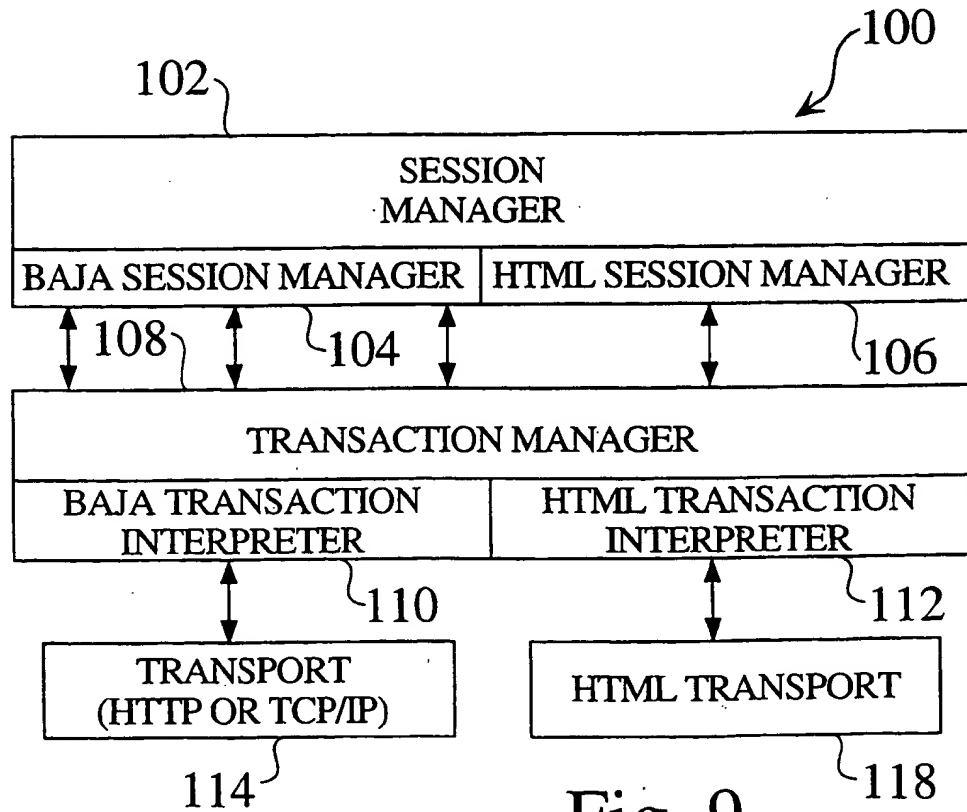 100
102
SESSION
MANAGER
BAJA SESSION MANAGER
HTML SESSION MANAGER
108
104
106
TRANSACTION MANAGER
BAJA TRANSACTION
INTERPRETER
HTML TRANSACTION
INTERPRETER
110
112
TRANSPORT
(HTTP OR TCP/IP)
HTML TRANSPORT
114
118
Fig. 9